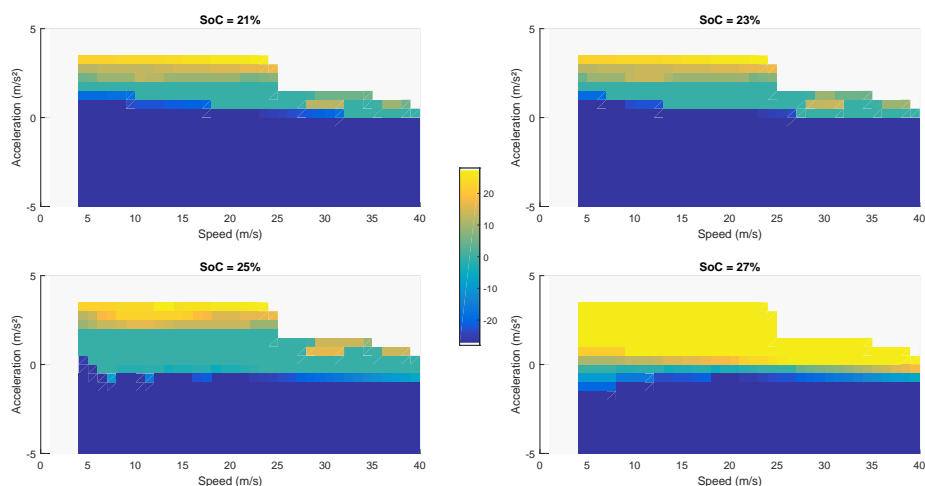 SoC = 21%
5
0
-5
Acceleration (m/s²)
0 5 10 15 20 25 30 35 40
Speed (m/s)
SoC = 23%
5
0
-5
Acceleration (m/s²)
0 5 10 15 20 25 30 35 40
Speed (m/s)
20
10
0
-10
-20
SoC = 25%
5
0
-5
Acceleration (m/s²)
0 5 10 15 20 25 30 35 40
Speed (m/s)
SoC = 27%
5
0
-5
Acceleration (m/s²)
0 5 10 15 20 25 30 35 40
Speed (m/s)